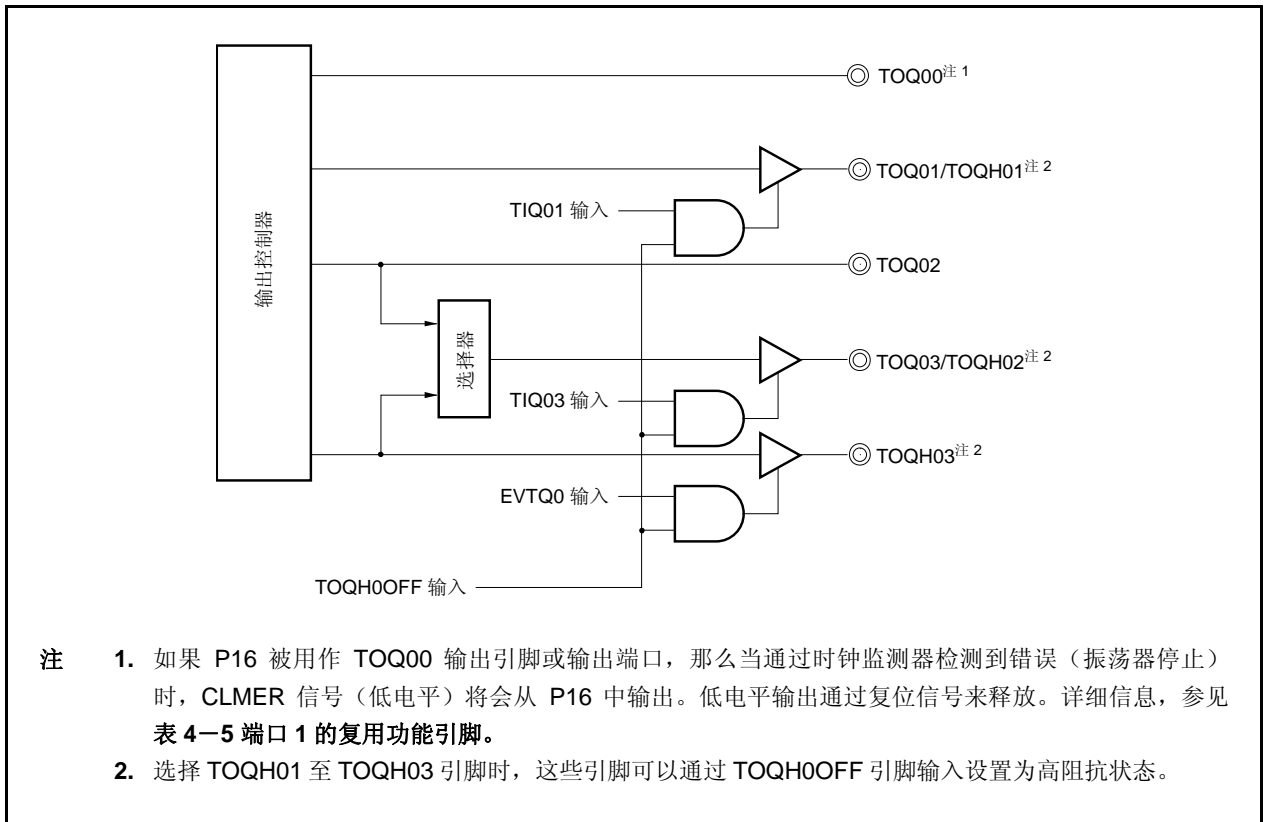 TOQ00注 1
TOQ01/TOQH01注 2
TIQ01 输入
输出控制器
TOQ02
选择器
TOQ03/TOQH02注 2
TIQ03 输入
TOQH03注 2
EVTQ0 输入
TOQH0OFF 输入
注 1. 如果 P16 被用作 TOQ00 输出引脚或输出端口，那么当通过时钟监测器检测到错误（振荡器停止）
时，CLMER 信号（低电平）将会从 P16 中输出。低电平输出通过复位信号来释放。详细信息，参见
表 4－5 端口 1 的复用功能引脚。
2. 选择 TOQH01 至 TOQH03 引脚时，这些引脚可以通过 TOQH0OFF 引脚输入设置为高阻抗状态。